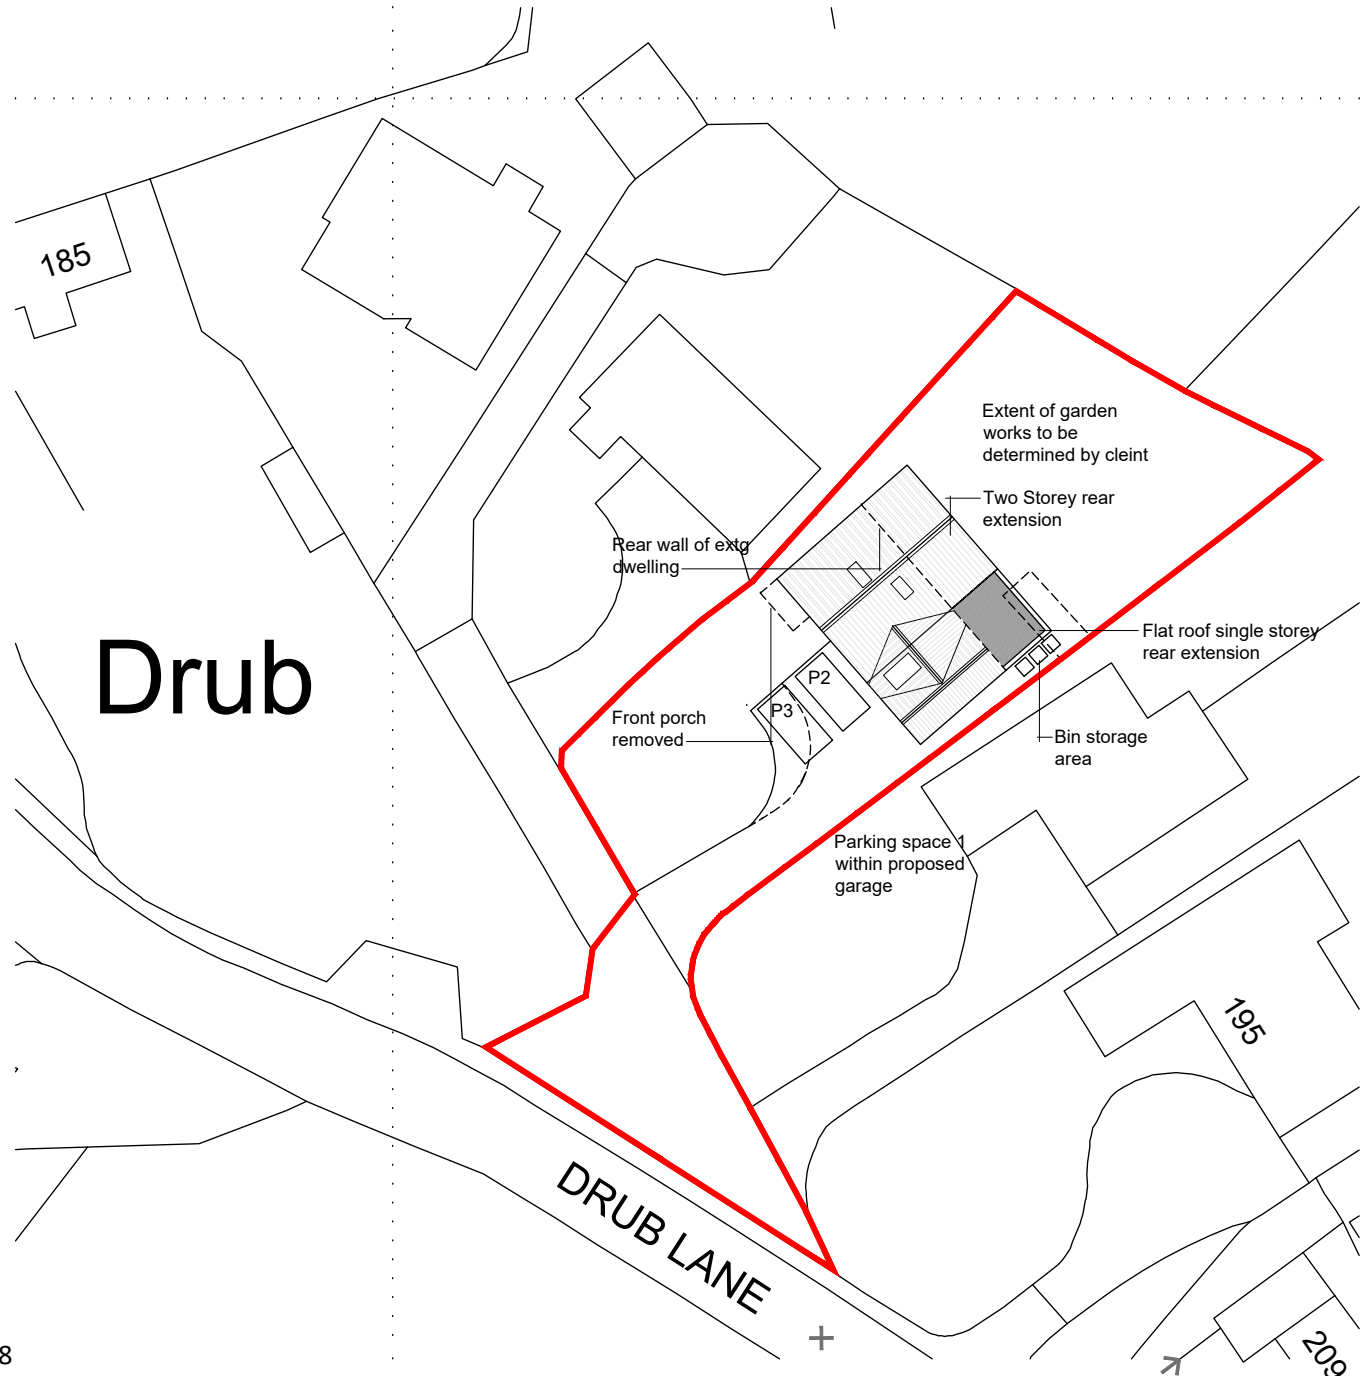 185
Extent of garden
works to be
determined by cleint
Two Storey rear
extension
Rear wall of extg
dwelling
Flat roof single storey
rear extension
Drub
P2
P3
Front porch
removed
Bin storage
area
Parking space 1
within proposed
garage
195
DRUB LANE
209
8